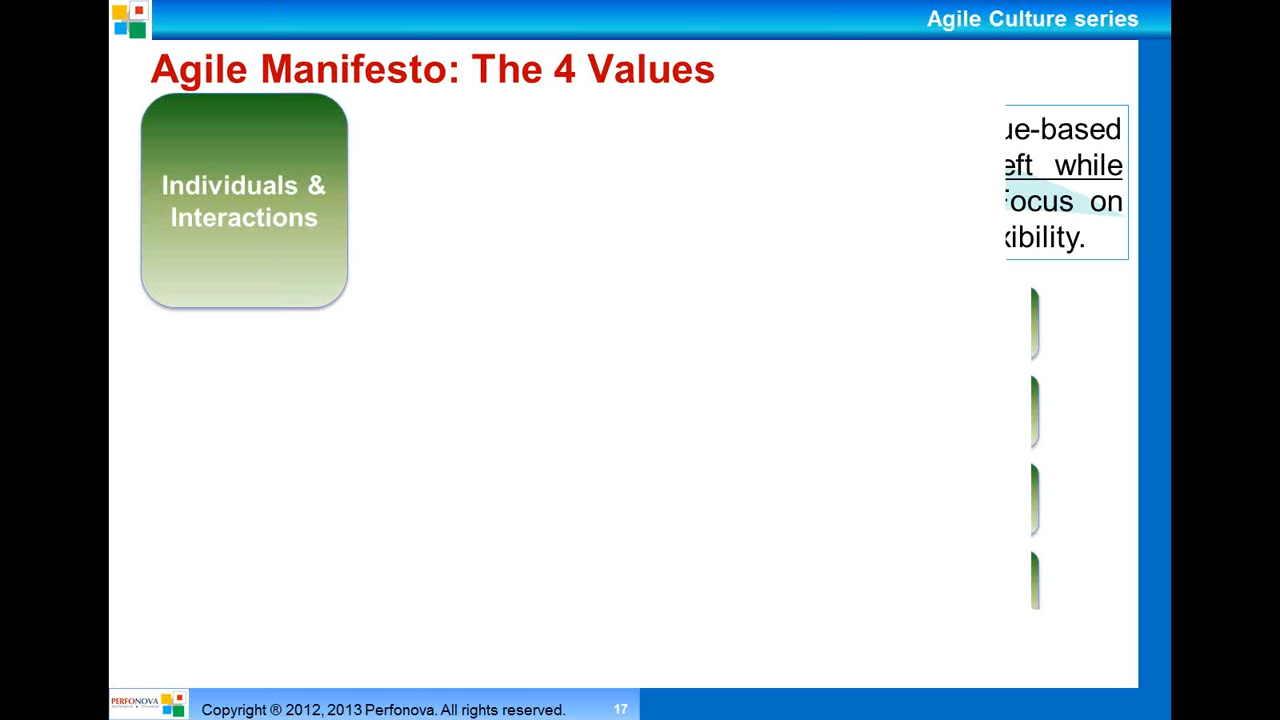 Agile Culture series
Agile Manifesto: The 4 Values
Individuals &
Interactions
ue-based
eft while
Focus on
xibility.
PERFONOVA
Copyright ® 2012, 2013 Perfonova. All rights reserved.
17